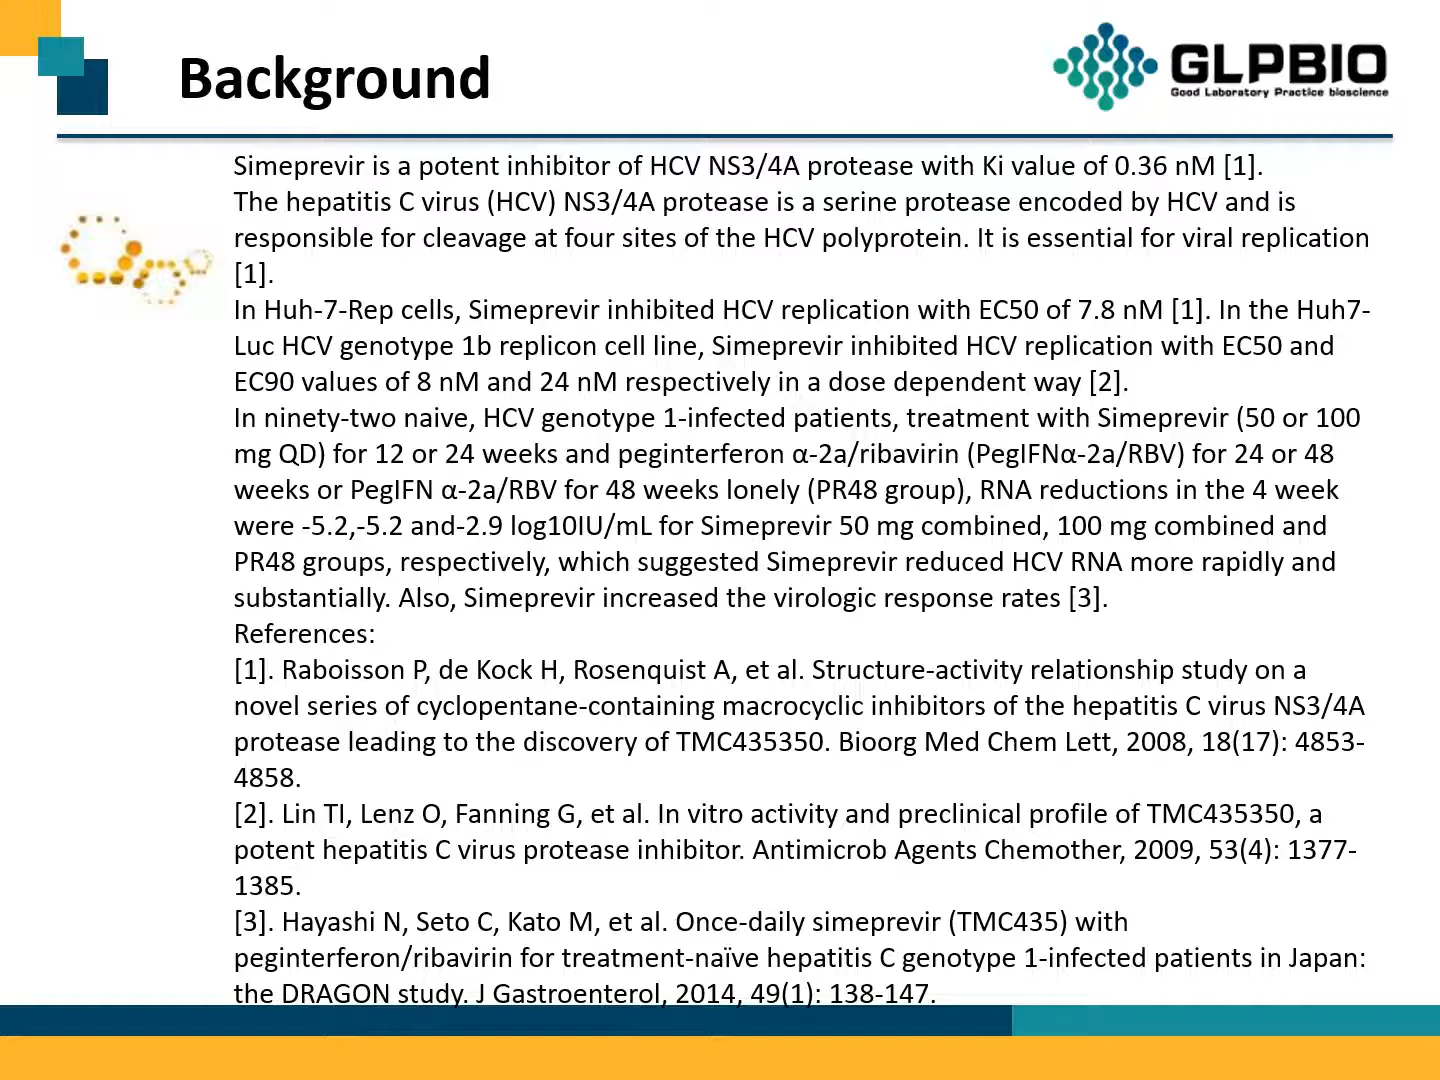 Background
GLPBIO
Good Laboratory Practice bioscience
Simeprevir is a potent inhibitor of HCV NS3/4A protease with Ki value of 0.36 nM [1].
The hepatitis C virus (HCV) NS3/4A protease is a serine protease encoded by HCV and is
responsible for cleavage at four sites of the HCV polyprotein. It is essential for viral replication
[1].
In Huh-7-Rep cells, Simeprevir inhibited HCV replication with EC50 of 7.8 nM [1]. In the Huh7-
Luc HCV genotype 1b replicon cell line, Simeprevir inhibited HCV replication with EC50 and
EC90 values of 8 nM and 24 nM respectively in a dose dependent way [2].
In ninety-two naive, HCV genotype 1-infected patients, treatment with Simeprevir (50 or 100
mg QD) for 12 or 24 weeks and peginterferon α-2a/ribavirin (PegIFNα-2a/RBV) for 24 or 48
weeks or PegIFN α-2a/RBV for 48 weeks lonely (PR48 group), RNA reductions in the 4 week
were -5.2,-5.2 and-2.9 log10IU/mL for Simeprevir 50 mg combined, 100 mg combined and
PR48 groups, respectively, which suggested Simeprevir reduced HCV RNA more rapidly and
substantially. Also, Simeprevir increased the virologic response rates [3].
References:
[1]. Raboisson P, de Kock H, Rosenquist A, et al. Structure-activity relationship study on a
novel series of cyclopentane-containing macrocyclic inhibitors of the hepatitis C virus NS3/4A
protease leading to the discovery of TMC435350. Bioorg Med Chem Lett, 2008, 18(17): 4853-
4858.
[2]. Lin TI, Lenz O, Fanning G, et al. In vitro activity and preclinical profile of TMC435350, a
potent hepatitis C virus protease inhibitor. Antimicrob Agents Chemother, 2009, 53(4): 1377-
1385.
[3]. Hayashi N, Seto C, Kato M, et al. Once-daily simeprevir (TMC435) with
peginterferon/ribavirin for treatment-naïve hepatitis C genotype 1-infected patients in Japan:
the DRAGON study. J Gastroenterol, 2014, 49(1): 138-147.